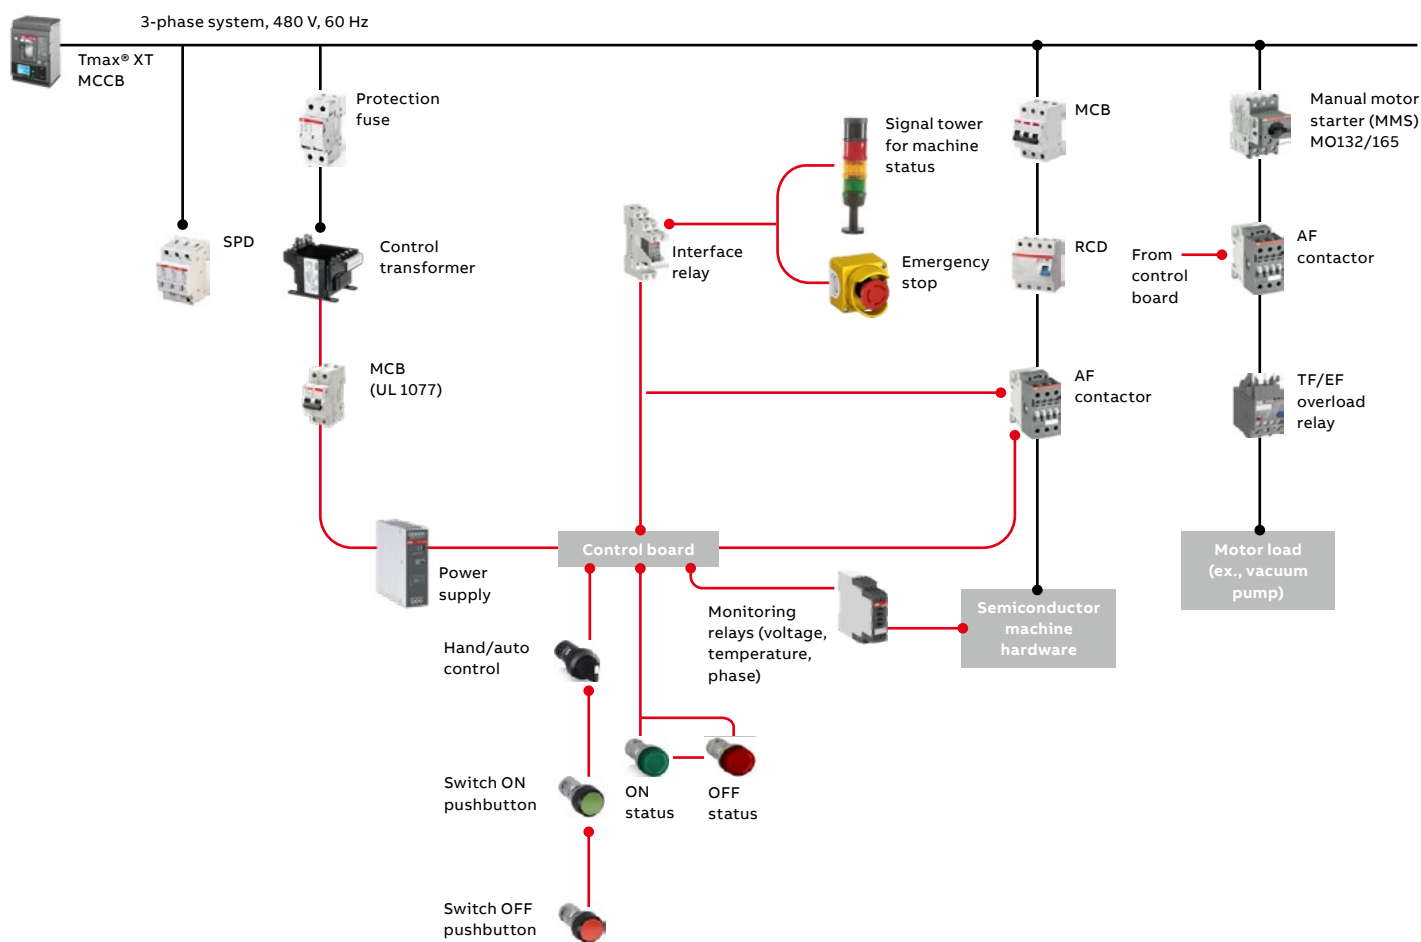 3-phase system, 480 V, 60 Hz
Tmax® XT
MCCB
Protection
fuse
SPD
Control
transformer
MCB
(UL 1077)
Power
supply
Signal tower
for machine
status
Interface
relay
Emergency
stop
MCB
RCD
AF
contactor
Manual motor
starter (MMS)
MO132/165
From
control
board
AF
contactor
TF/EF
overload
relay
Motor load
(ex., vacuum
pump)
Control board
Monitoring
relays (voltage,
temperature,
phase)
Semiconductor
machine
hardware
Hand/auto
control
Switch ON
pushbutton
ON
status
OFF
status
Switch OFF
pushbutton